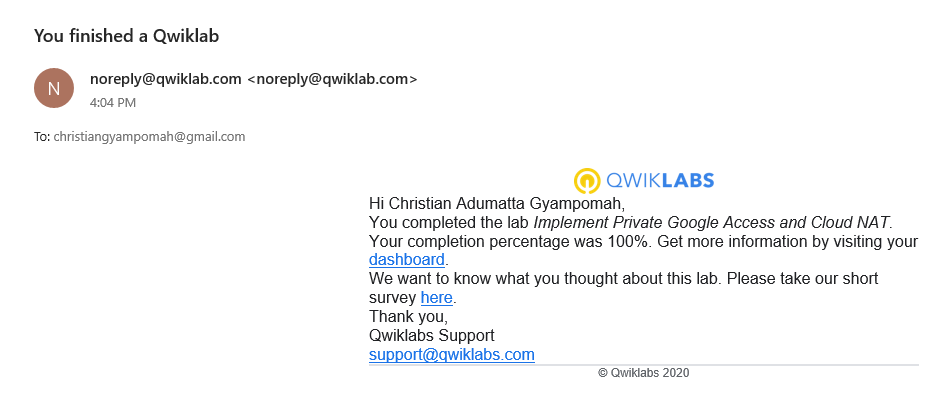 You finished a Qwiklab
N
noreply@qwiklab.com <noreply@qwiklab.com>
4:04 PM
To: christiangyampomah@gmail.com
QWIKLABS
Hi Christian Adumatta Gyampomah,
You completed the lab Implement Private Google Access and Cloud NAT.
Your completion percentage was 100%. Get more information by visiting your
dashboard.
We want to know what you thought about this lab. Please take our short
survey here.
Thank you,
Qwiklabs Support
support@qwiklabs.com
© Qwiklabs 2020